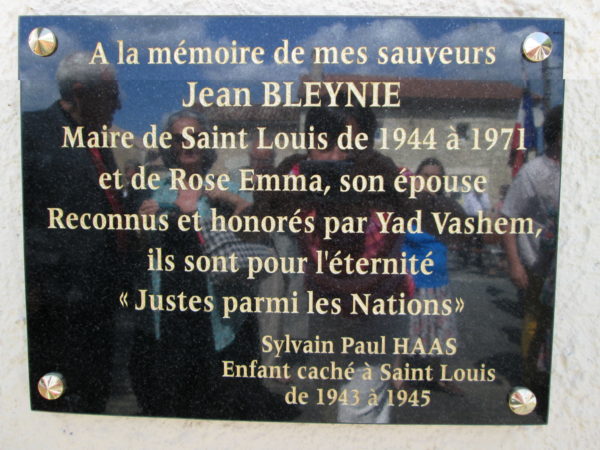 A la mémoire de mes sauveurs
Jean BLEYNIE
Maire de Saint Louis de 1944 à 1971
et de Rose Emma, son épouse
Reconnus et honorés par Yad Vashem,
ils sont pour l'éternité
« Justes parmi les Nations»
Sylvain Paul HAAS
Enfant caché à Saint Louis
de 1943 à 1945